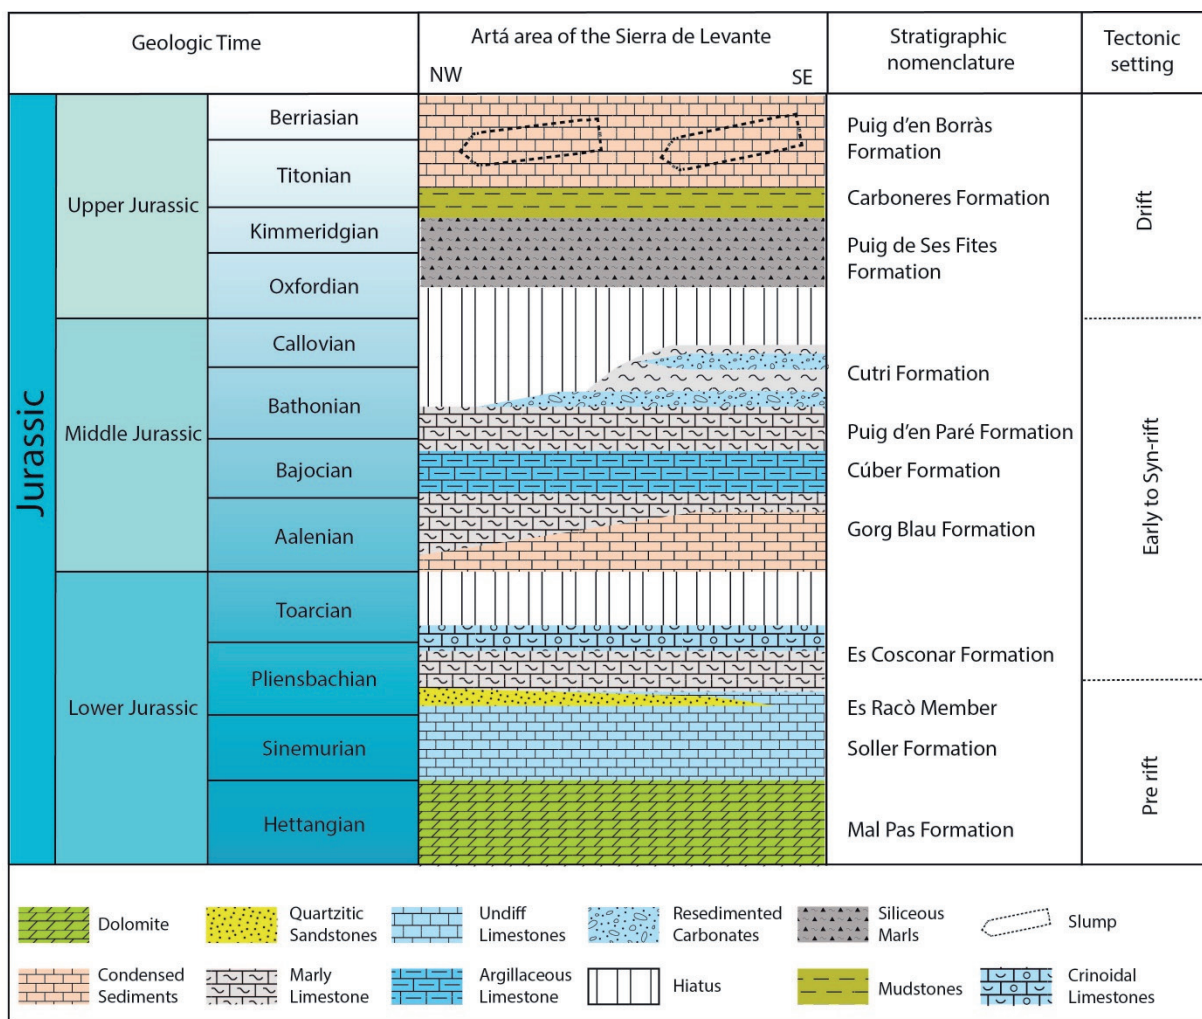 Geologic Time
Artá area of the Sierra de Levante
NW
SE
Stratigraphic
nomenclature
Tectonic
setting
Jurassic
Upper Jurassic
Middle Jurassic
Lower Jurassic
Berriasian
Titonian
Kimmeridgian
Oxfordian
Callovian
Bathonian
Bajocian
Aalenian
Toarcian
Pliensbachian
Sinemurian
Hettangian
Puig d'en Borràs
Formation
Carboneres Formation
Puig de Ses Fites
Formation
Cutri Formation
Puig d'en Paré Formation
Cúber Formation
Gorg Blau Formation
Es Cosconar Formation
Es Racò Member
Soller Formation
Mal Pas Formation
Drift
Early to Syn-rift
Pre rift
Dolomite
Quartzitic
Sandstones
Undiff
Limestones
Resedimented
Carbonates
Siliceous
Marls
Slump
Condensed
Sediments
Marly
Limestone
Argillaceous
Limestone
Hiatus
Mudstones
Crinoidal
Limestones